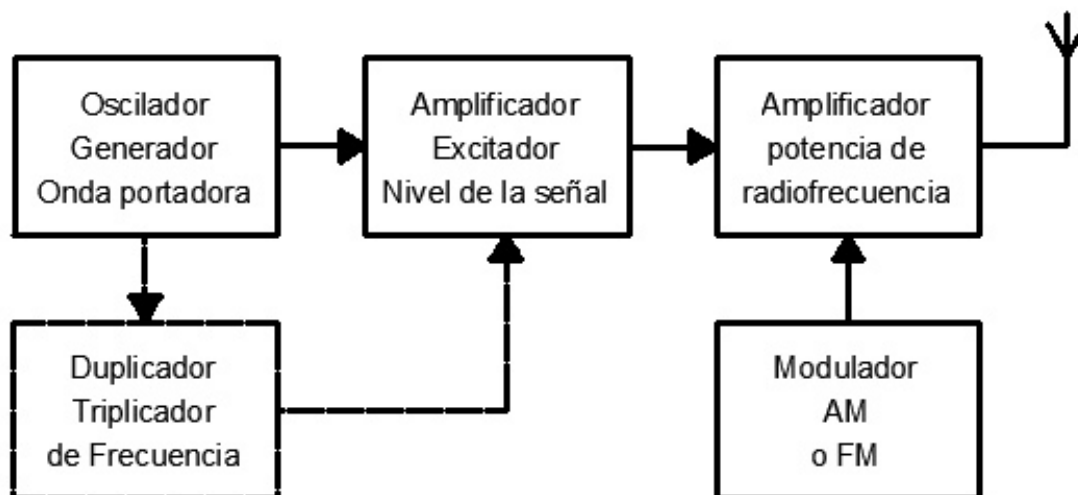 Oscilador
Generador
Onda portadora
Amplificador
Excitador
Nivel de la señal
Amplificador
potencia de
radiofrecuencia
Duplicador
Triplicador
de Frecuencia
Modulador
AM
o FM